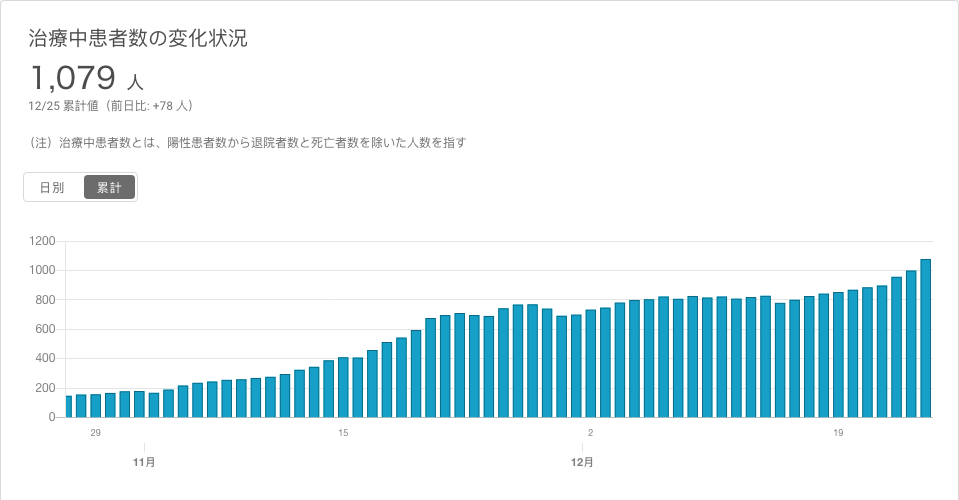 治療中患者数の変化状況
1,079 人
12/25 累計値（前日比: +78 人）
（注）治療中患者数とは、陽性患者数から退院者数と死亡者数を除いた人数を指す
日別 累計
1200
1000
800
600
400
200
0
29 15 2 19
11月 12月